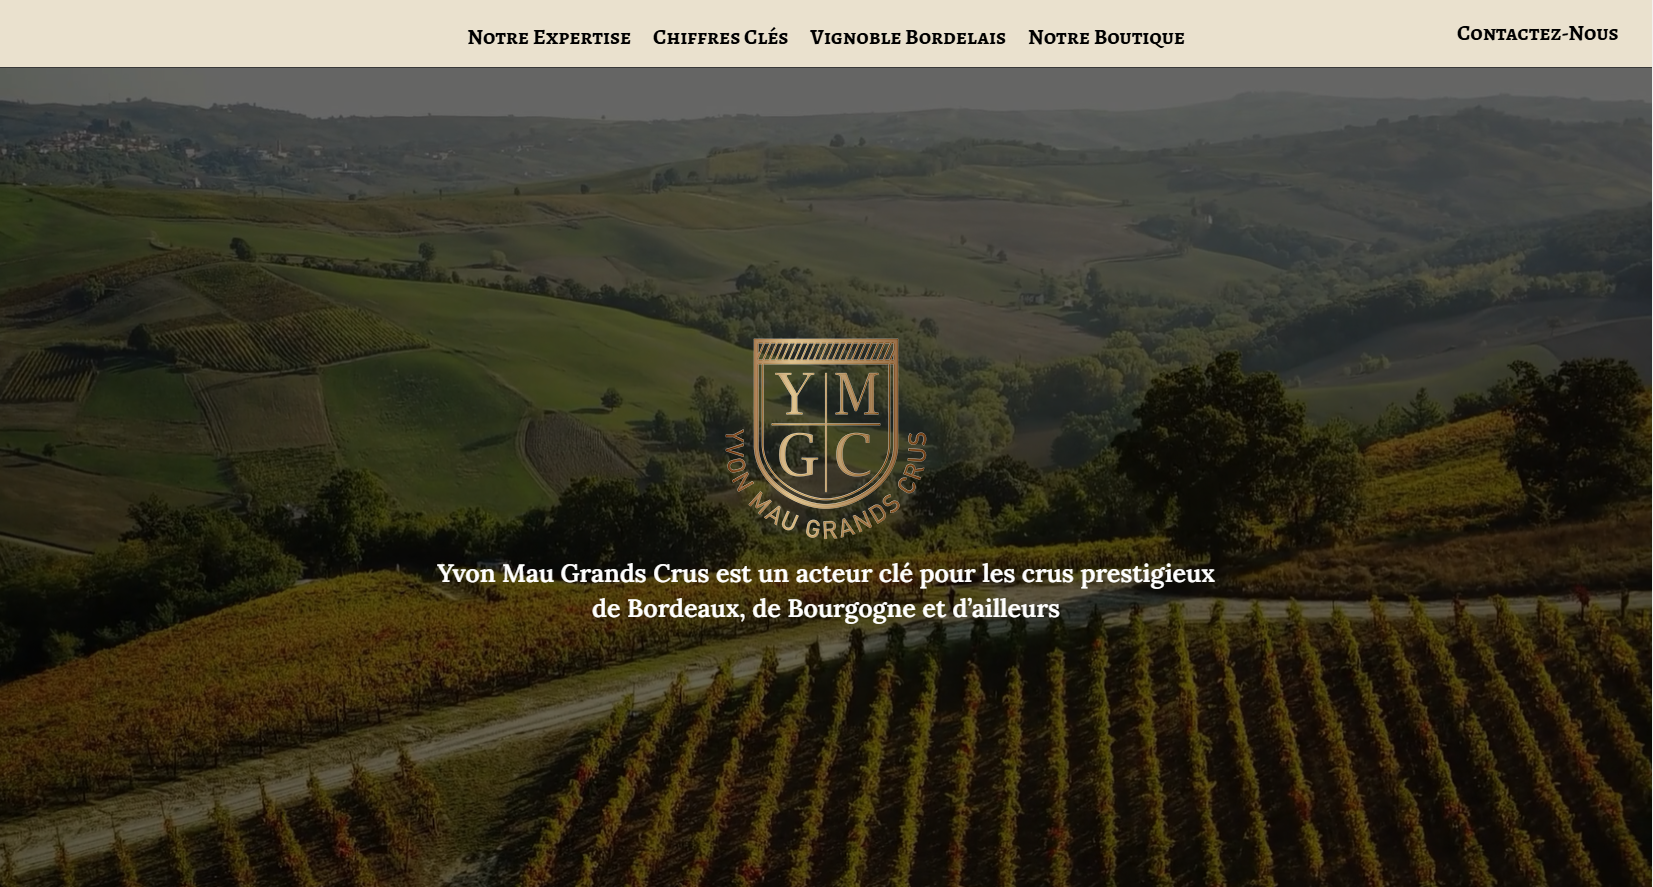 Notre Expertise Chiffres Clés Vignoble Bordelais Notre Boutique Contactez-Nous
Y M
G C
YVON MAU GRANDS CRUS
Yvon Mau Grands Crus est un acteur clé pour les crus prestigieux
de Bordeaux, de Bourgogne et d’ailleurs